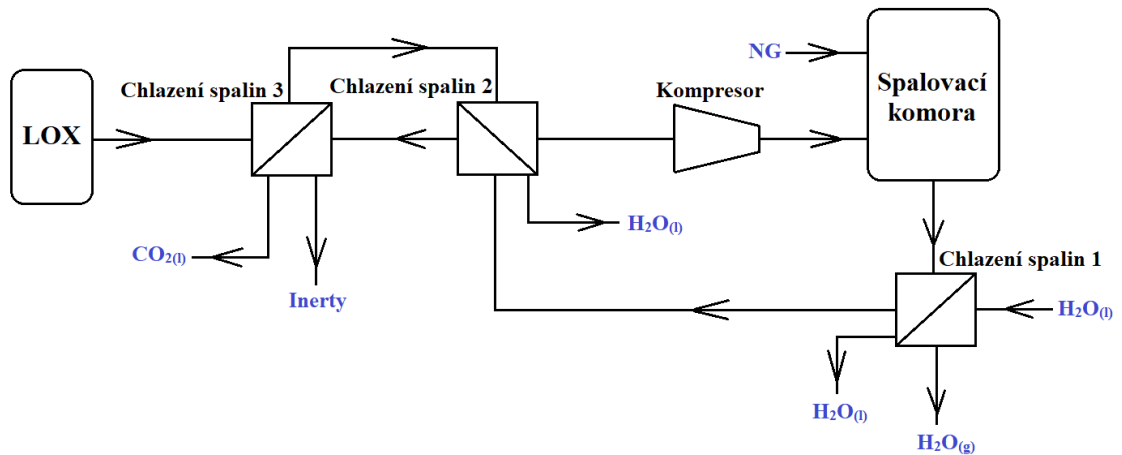 NG
Spalovací
komora
Chlazení spalin 3
Chlazení spalin 2
Kompresor
LOX
H₂O₍ₗ₎
CO₂₍ₗ₎
Inerty
Chlazení spalin 1
H₂O₍ₗ₎
H₂O₍ₗ₎
H₂O₍g₎